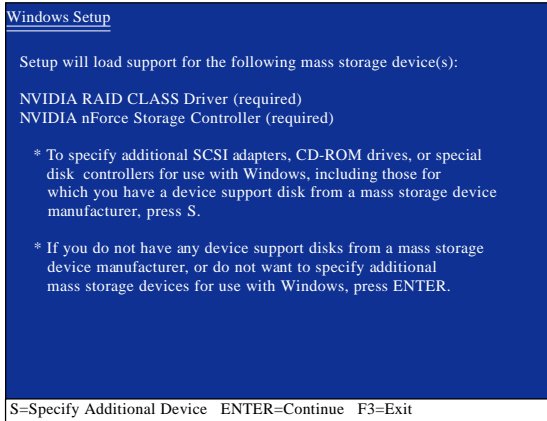 Windows Setup
Setup will load support for the following mass storage device(s):
NVIDIA RAID CLASS Driver (required)
NVIDIA nForce Storage Controller (required)
* To specify additional SCSI adapters, CD-ROM drives, or special
disk controllers for use with Windows, including those for
which you have a device support disk from a mass storage device
manufacturer, press S.
* If you do not have any device support disks from a mass storage
device manufacturer, or do not want to specify additional
mass storage devices for use with Windows, press ENTER.
S=Specify Additional Device ENTER=Continue F3=Exit